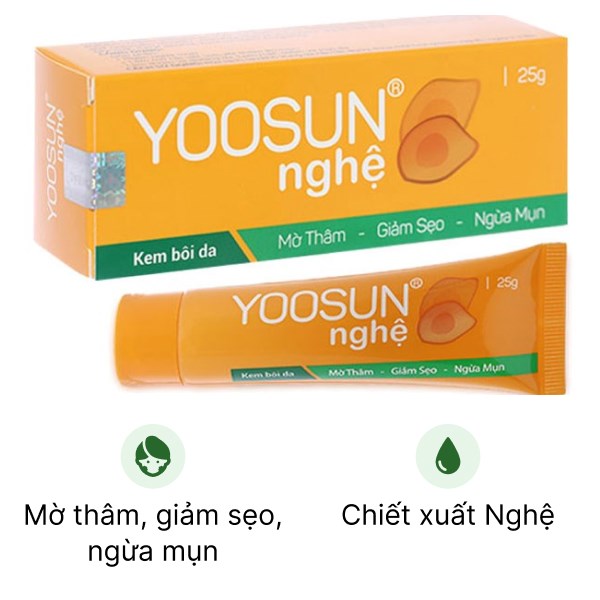 YOOSUN®
nghệ
25g
Kem bôi da
Mờ Thâm - Giảm Sẹo - Ngừa Mụn
YOOSUN
nghệ
YOOSUN®
nghệ
25g
Kem bôi da
Mờ Thâm - Giảm Sẹo - Ngừa Mụn
Mờ thâm, giảm sẹo,
ngừa mụn
Chiết xuất Nghệ